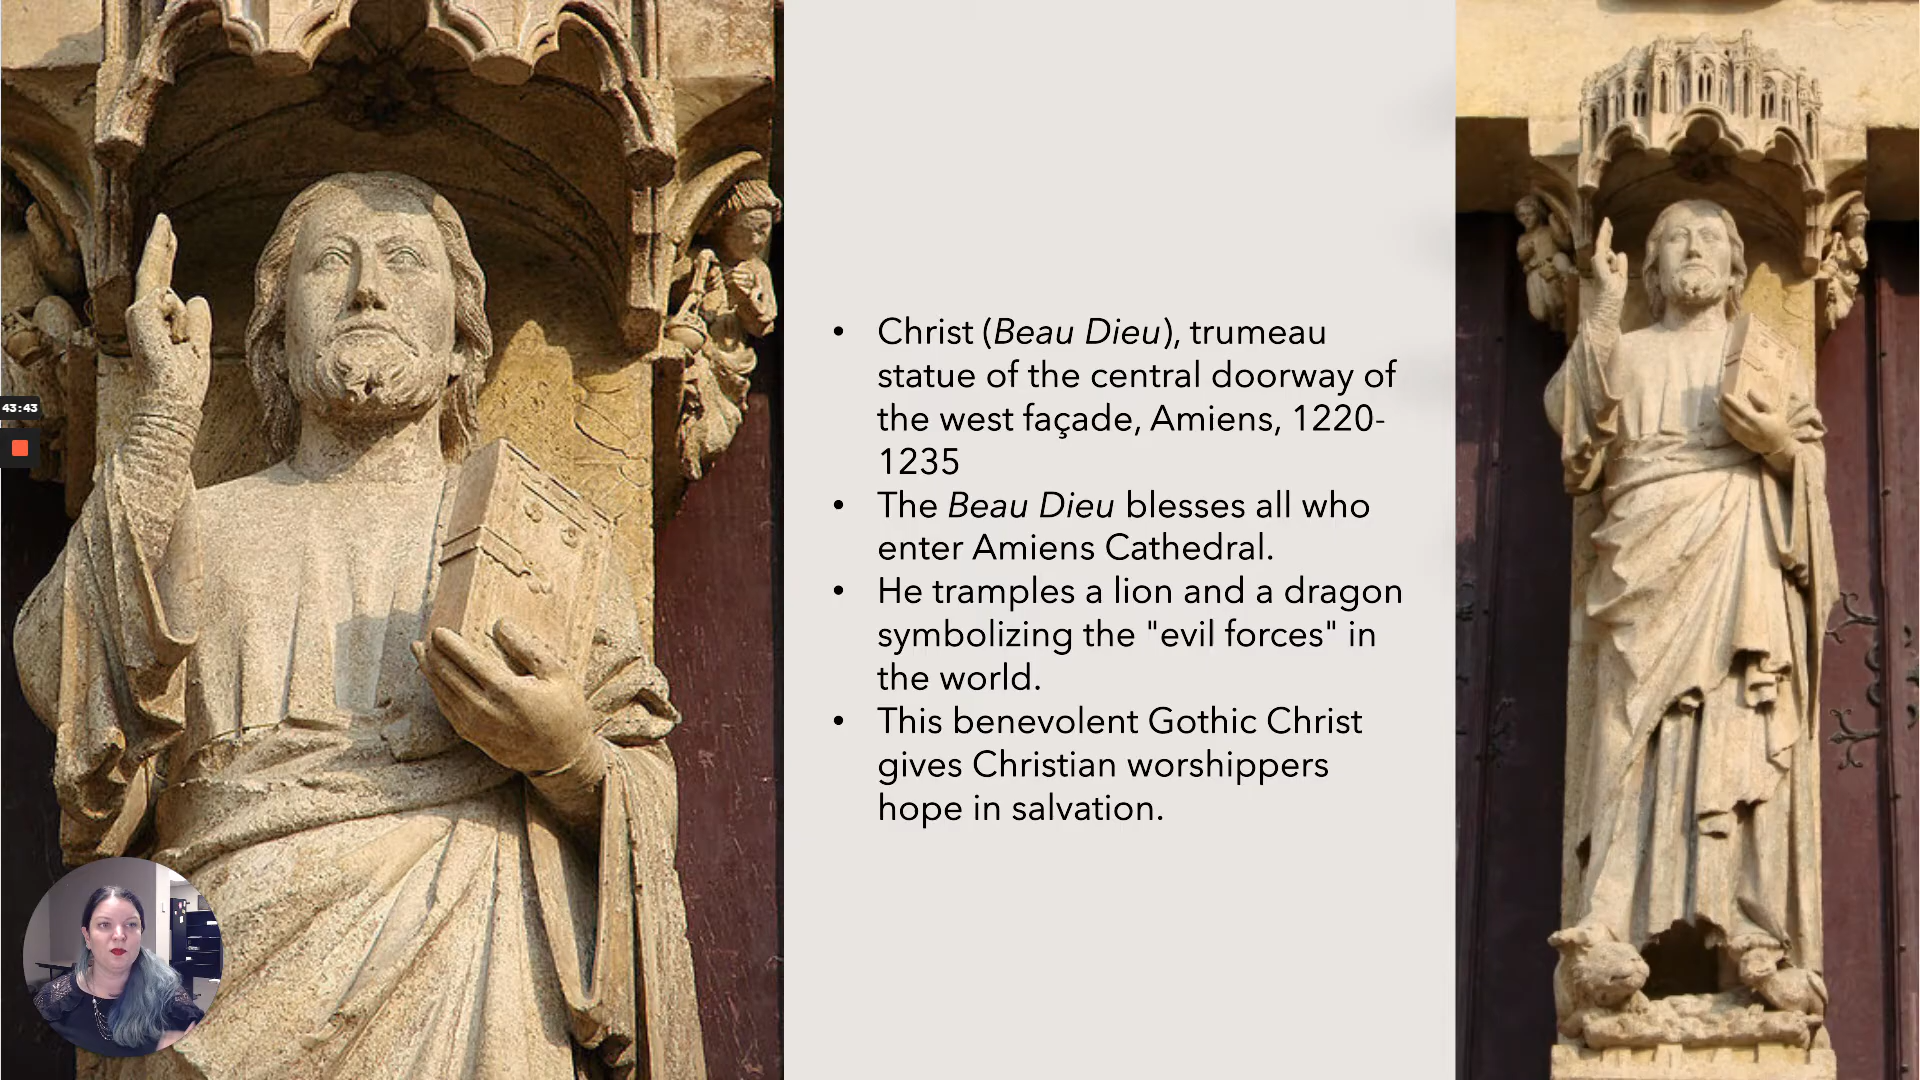 • Christ (Beau Dieu), trumeau
statue of the central doorway of
the west façade, Amiens, 1220-
1235
• The Beau Dieu blesses all who
enter Amiens Cathedral.
• He tramples a lion and a dragon
symbolizing the "evil forces" in
the world.
• This benevolent Gothic Christ
gives Christian worshippers
hope in salvation.
43:43